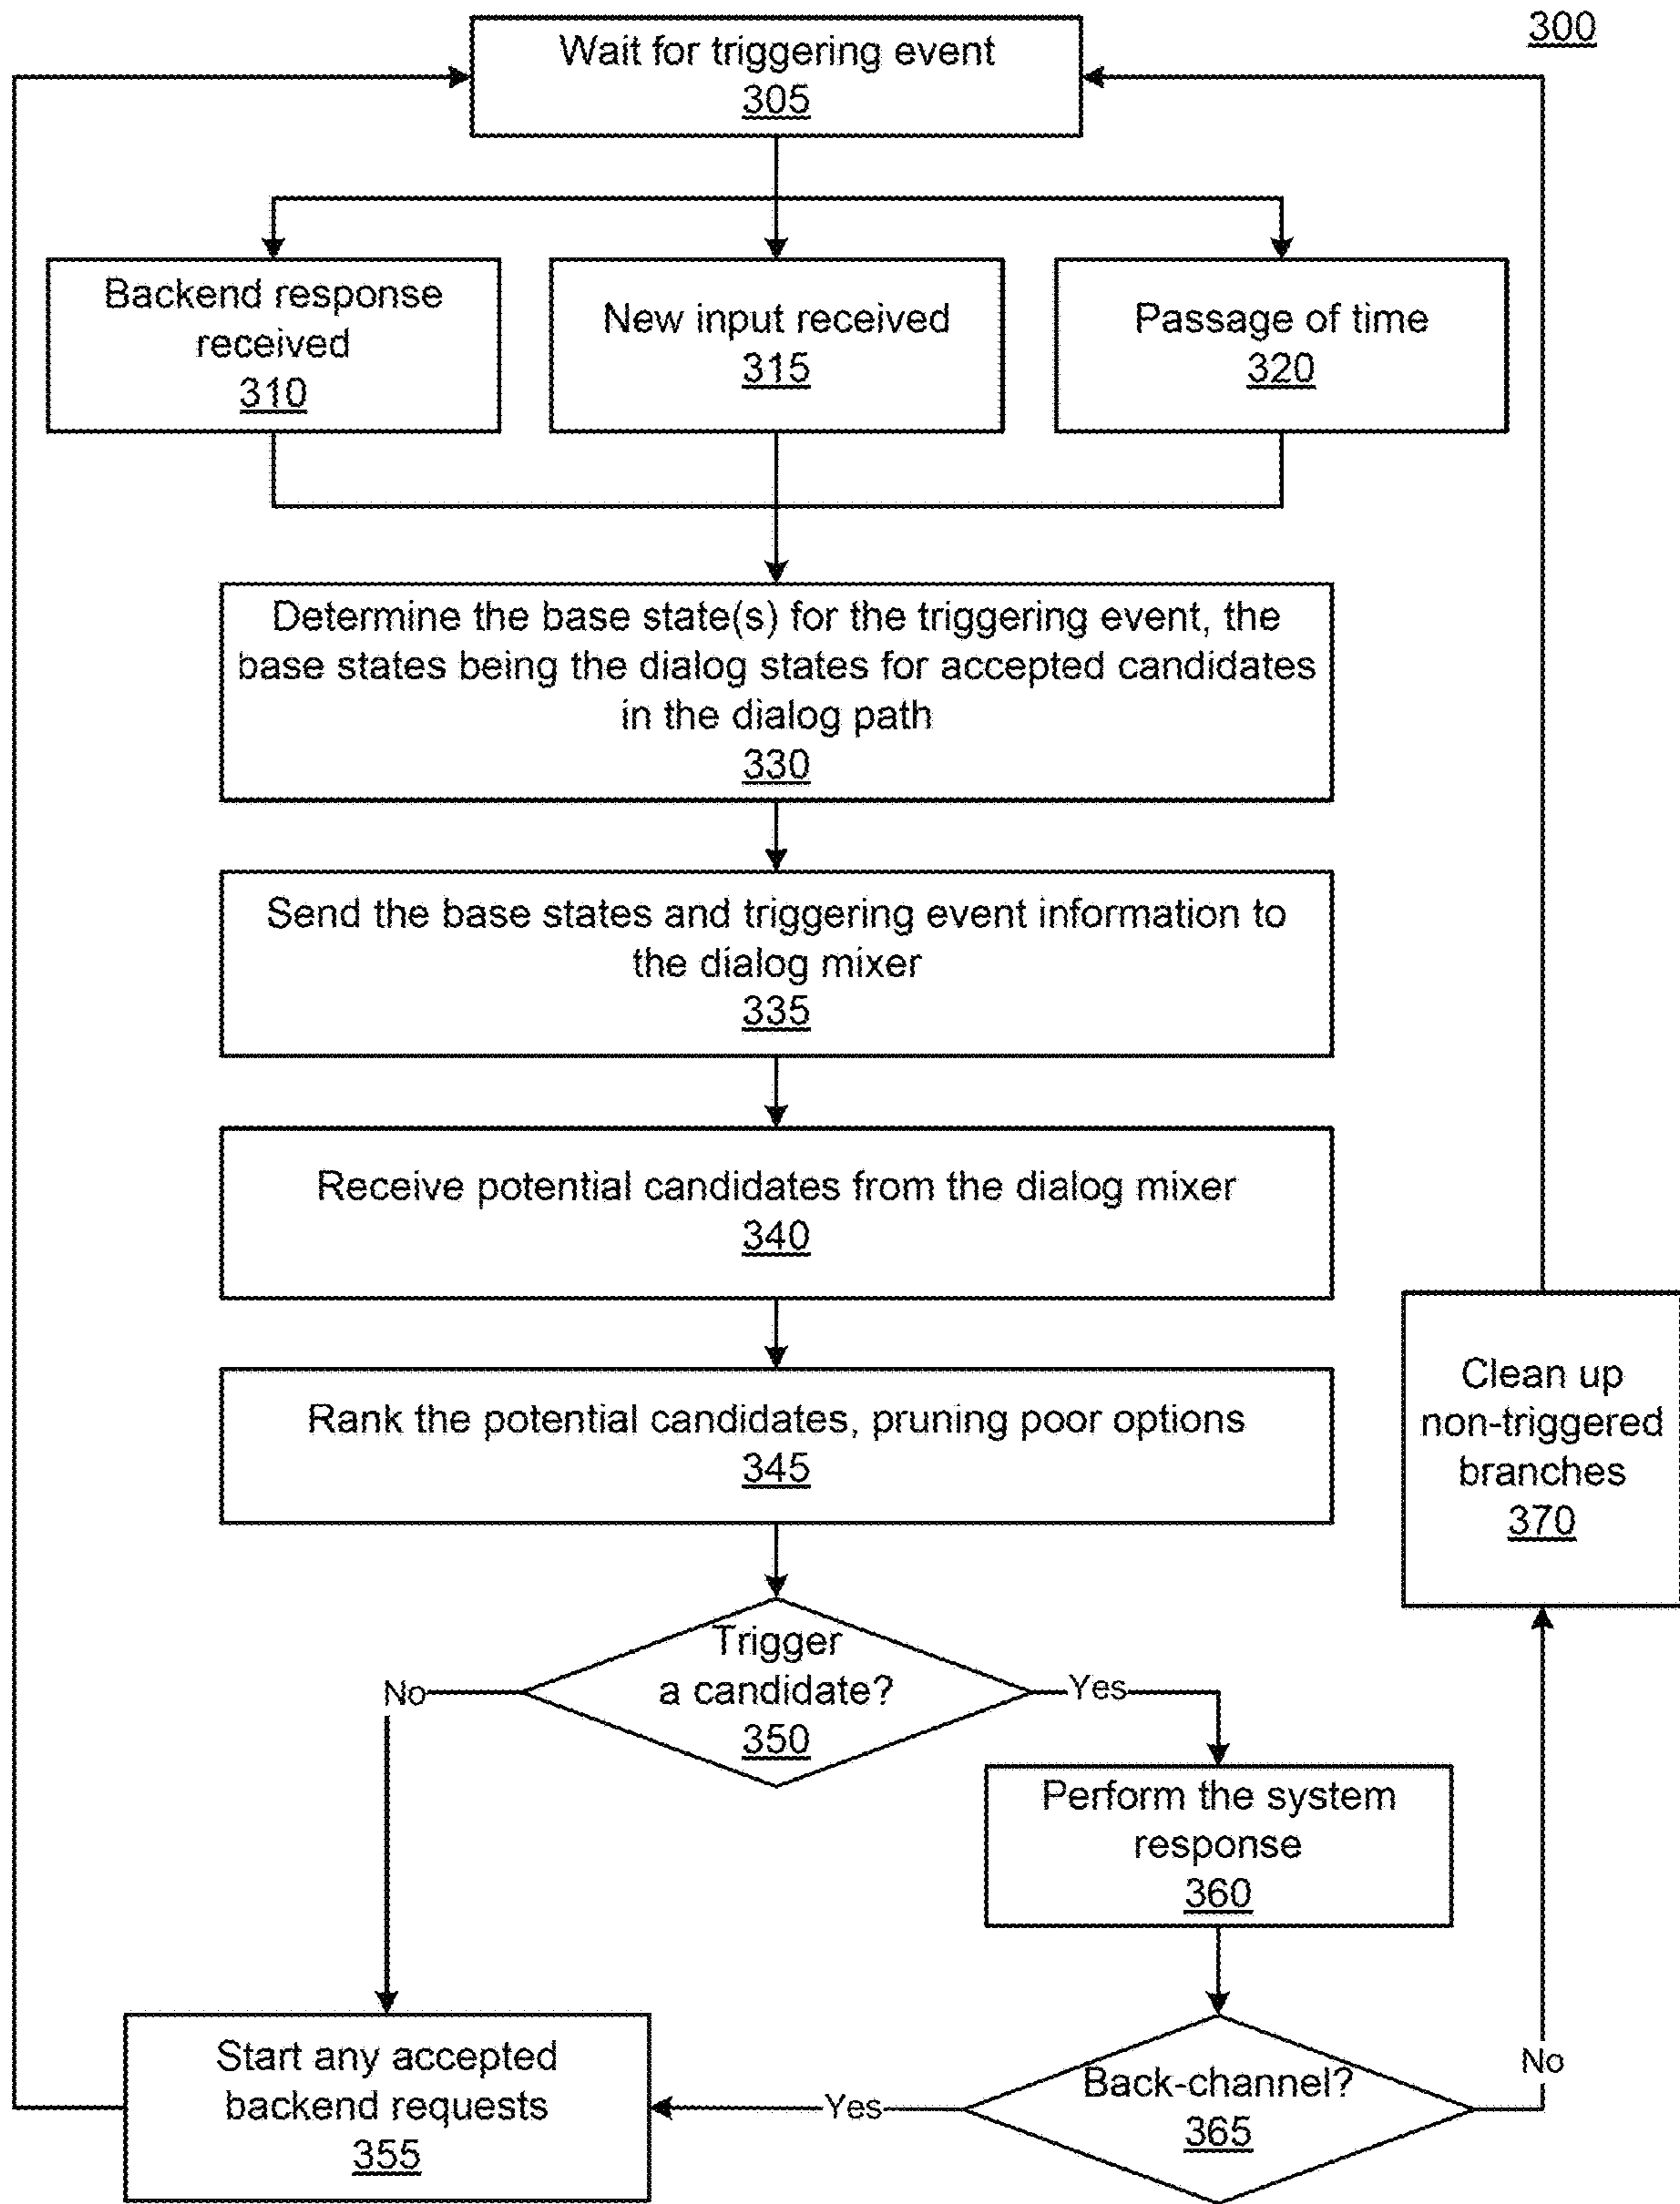 300
Wait for triggering event
305
Backend response
received
310
New input received
315
Passage of time
320
Determine the base state(s) for the triggering event, the
base states being the dialog states for accepted candidates
in the dialog path
330
Send the base states and triggering event information to
the dialog mixer
335
Receive potential candidates from the dialog mixer
340
Rank the potential candidates, pruning poor options
345
Clean up
non-triggered
branches
370
Trigger
a candidate?
350
No
Yes
Perform the system
response
360
Start any accepted
backend requests
355
Back-channel?
365
Yes
No